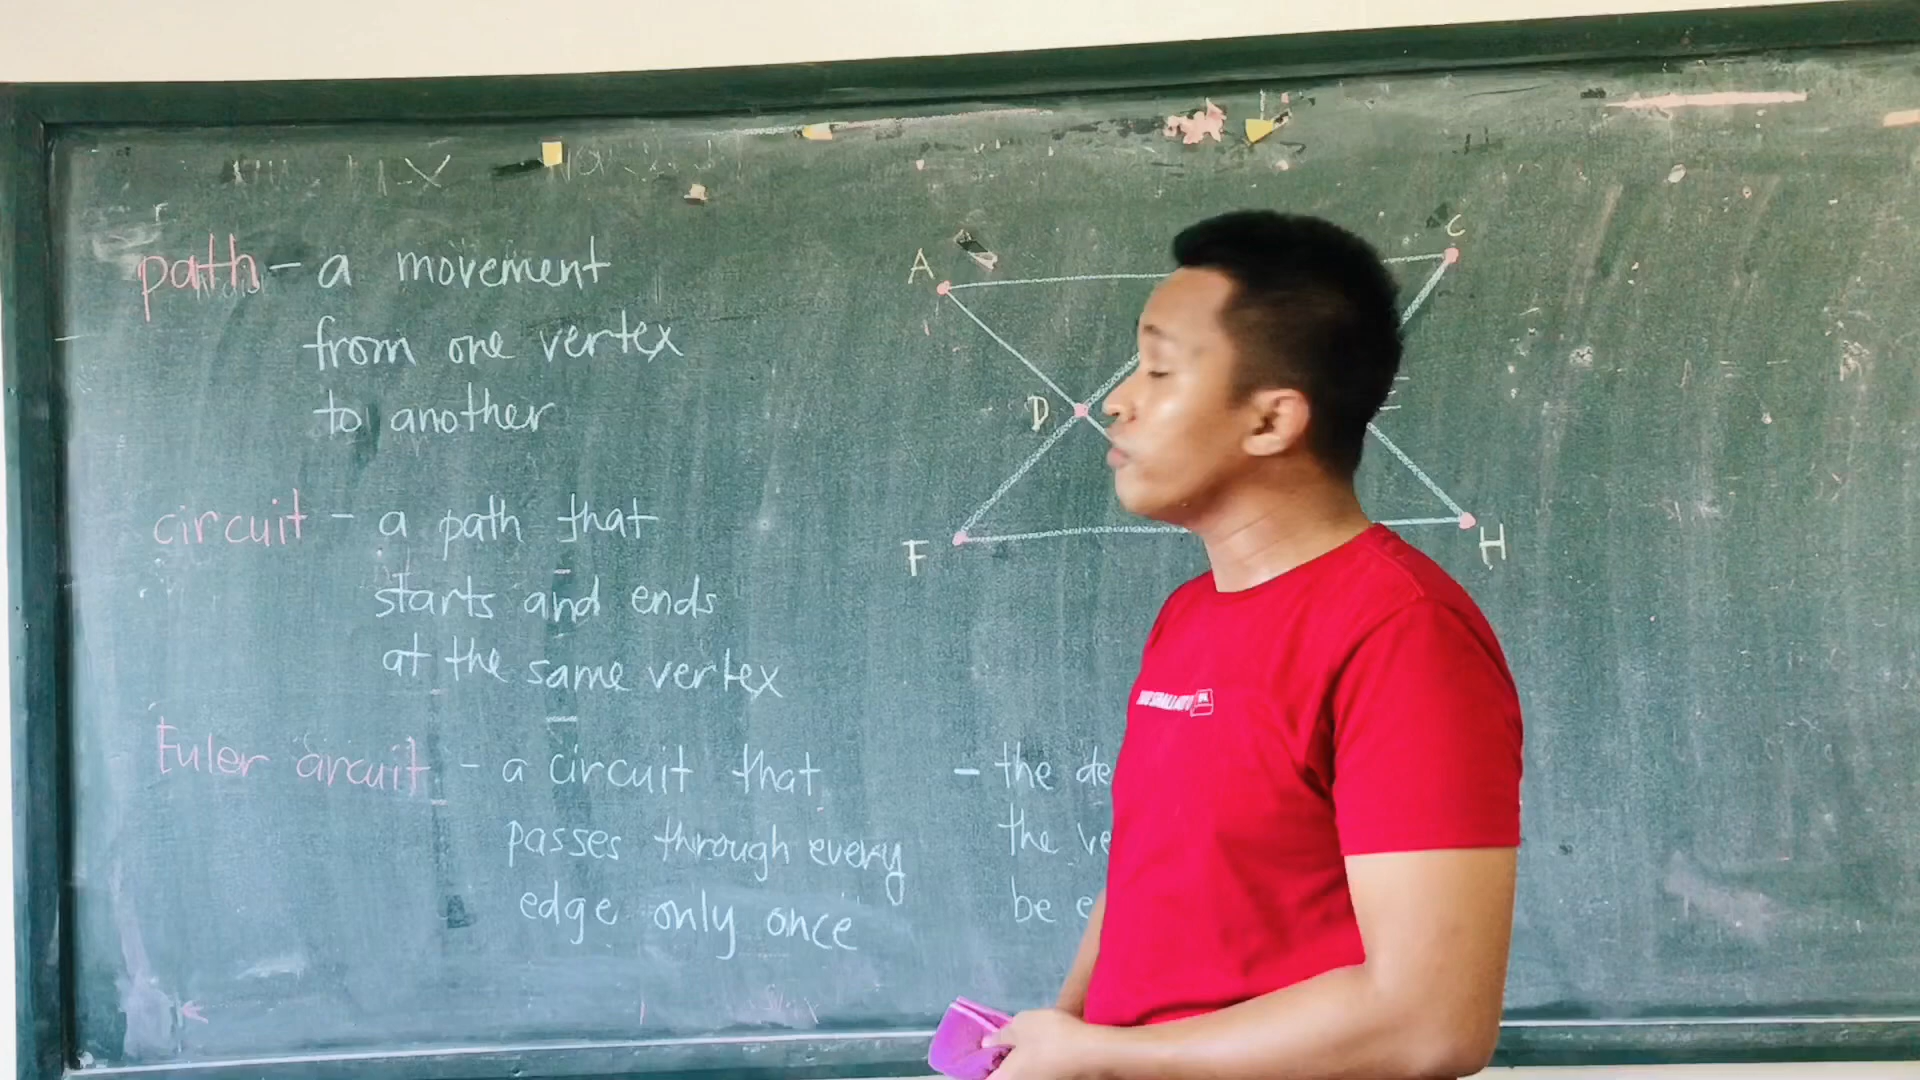 path - a movement
from one vertex
to another
circuit - a path that
starts and ends
at the same vertex
Euler circuit - a circuit that
passes through every
edge only once
- the de
the ve
be e
A
C
D
F
H